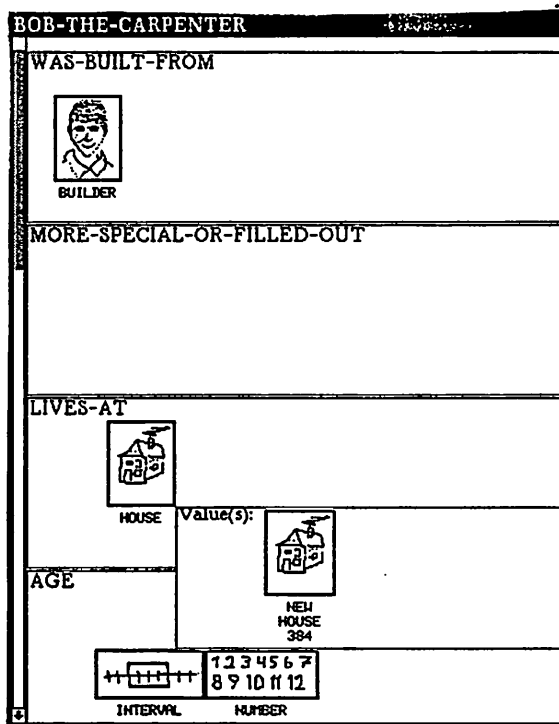 BOB-THE-CARPENTER
WAS-BUILT-FROM
BUILDER
MORE-SPECIAL-OR-FILLED-OUT
LIVES-AT
HOUSE
Value(s):
NEW
HOUSE
384
AGE
1 2 3 4 5 6 7
8 9 10 11 12
INTERVAL NUMBER